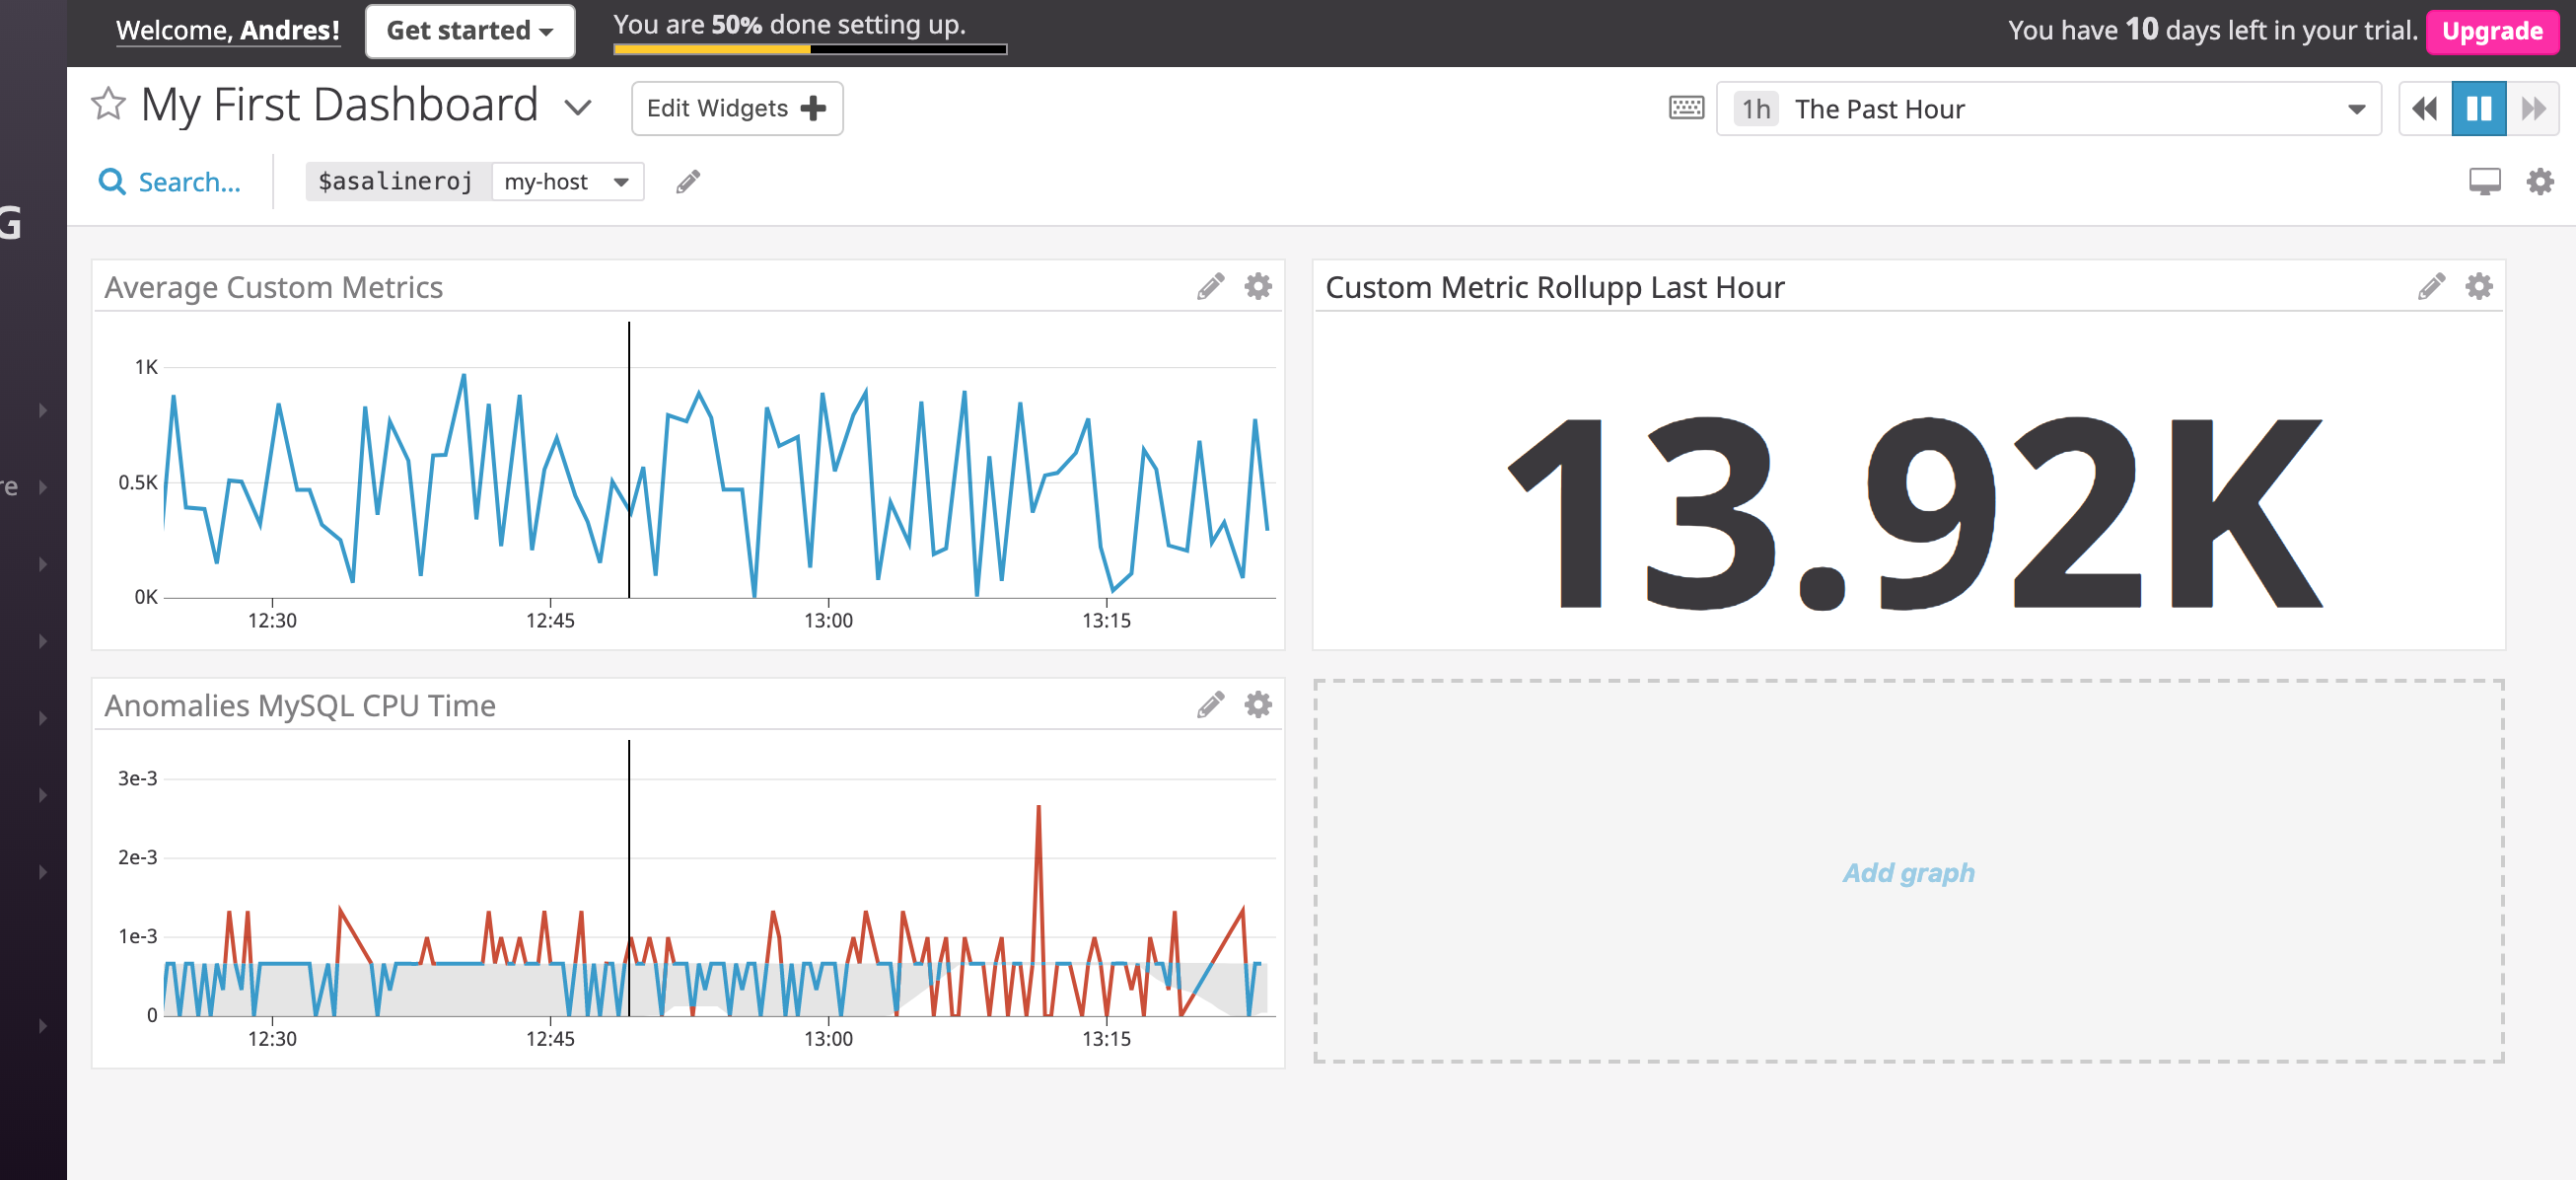 Welcome, Andres! Get started You are 50% done setting up. You have 10 days left in your trial. Upgrade
My First Dashboard Edit Widgets 1h The Past Hour
Search... $asalineroj my-host
G
re
Average Custom Metrics
1K
0.5K
0K
12:30 12:45 13:00 13:15
Custom Metric Rollupp Last Hour
13.92K
Anomalies MySQL CPU Time
3e-3
2e-3
1e-3
0
12:30 12:45 13:00 13:15
Add graph